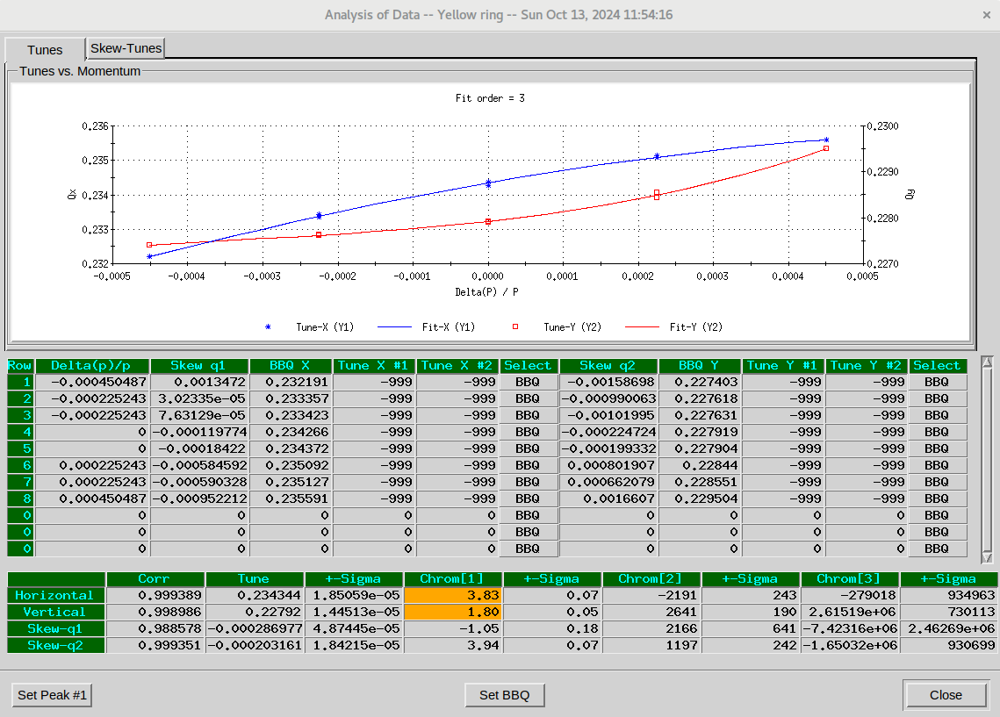 Analysis of Data -- Yellow ring -- Sun Oct 13, 2024 11:54:16 ×
Tunes Skew-Tunes
Tunes vs. Momentum
Fit order = 3
0.236 0.2300
0.235 0.2290
Qx 0.234 Qy
0.233 0.2280
0.232 0.2270
-0.0005 -0.0004 -0.0003 -0.0002 -0.0001 0.0000 0.0001 0.0002 0.0003 0.0004 0.0005
Delta(P) / P
Tune-X (Y1) Fit-X (Y1) Tune-Y (Y2) Fit-Y (Y2)
Row Delta(p)/p Skew q1 BBQ X Tune X #1 Tune X #2 Select Skew q2 BBQ Y Tune Y #1 Tune Y #2 Select
1 -0.000450487 0.0013472 0.232191 -999 -999 BBQ -0.00158698 0.227403 -999 -999 BBQ
2 -0.000225243 3.02335e-05 0.233357 -999 -999 BBQ -0.000990063 0.227618 -999 -999 BBQ
3 -0.000225243 7.63129e-05 0.233423 -999 -999 BBQ -0.00101995 0.227631 -999 -999 BBQ
4 0 -0.000119774 0.234266 -999 -999 BBQ -0.000224724 0.227919 -999 -999 BBQ
5 0 -0.00018422 0.234372 -999 -999 BBQ -0.000199332 0.227904 -999 -999 BBQ
6 0.000225243 -0.000584592 0.235092 -999 -999 BBQ 0.000801907 0.22844 -999 -999 BBQ
7 0.000225243 -0.000590328 0.235127 -999 -999 BBQ 0.000662079 0.228551 -999 -999 BBQ
8 0.000450487 -0.000952212 0.235591 -999 -999 BBQ 0.0016607 0.229504 -999 -999 BBQ
0 0 0 0 0 0 BBQ 0 0 0 0 BBQ
0 0 0 0 0 0 BBQ 0 0 0 0 BBQ
0 0 0 0 0 0 BBQ 0 0 0 0 BBQ
Corr Tune +-Sigma Chrom[1] +-Sigma Chrom[2] +-Sigma Chrom[3] +-Sigma
Horizontal 0.999389 0.234344 1.85059e-05 3.83 0.07 -2191 243 -279018 934963
Vertical 0.998986 0.22792 1.44513e-05 1.80 0.05 2641 190 2.61519e+06 730113
Skew-q1 0.988578 -0.000286977 4.87445e-05 -1.05 0.18 2166 641 -7.42316e+06 2.46269e+06
Skew-q2 0.999351 -0.000203161 1.84215e-05 3.94 0.07 1197 242 -1.65032e+06 930699
Set Peak #1 Set BBQ Close